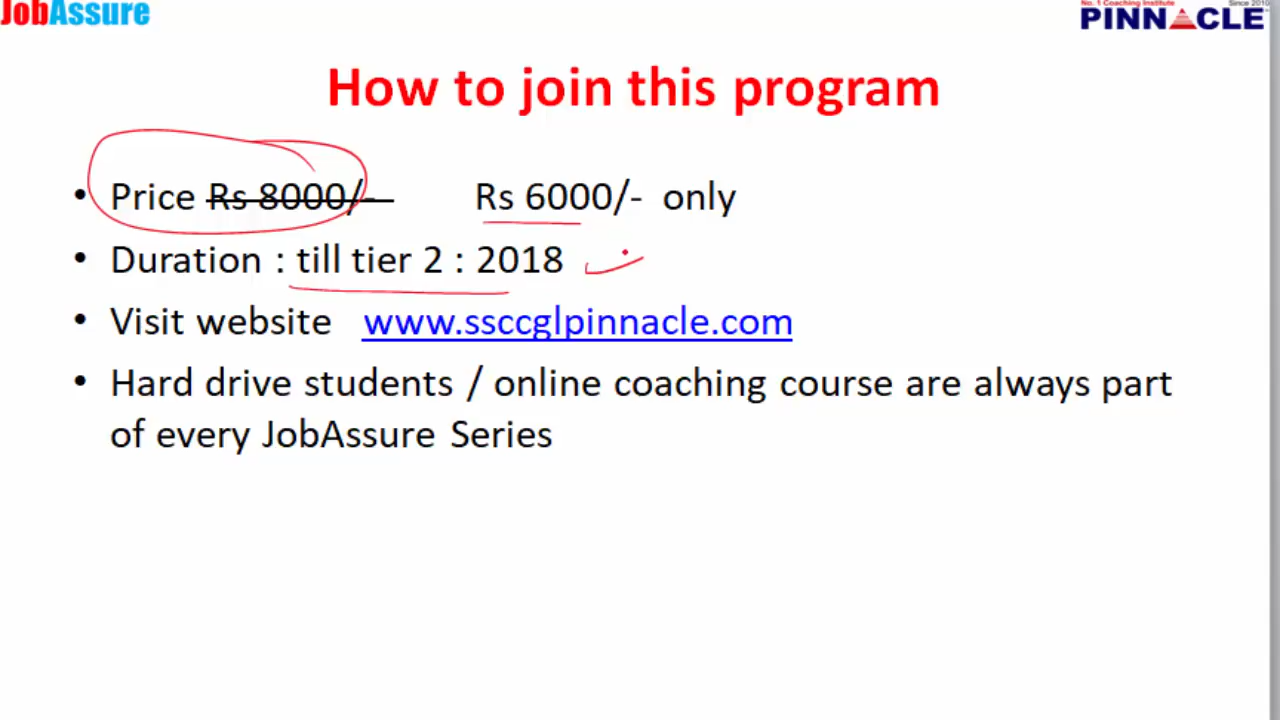 JobAssure
No. 1 Coaching Institute Since 2010
PINNACLE
How to join this program
• Price Rs 8000/- Rs 6000/- only
• Duration : till tier 2 : 2018
• Visit website www.ssccglpinnacle.com
• Hard drive students / online coaching course are always part
of every JobAssure Series